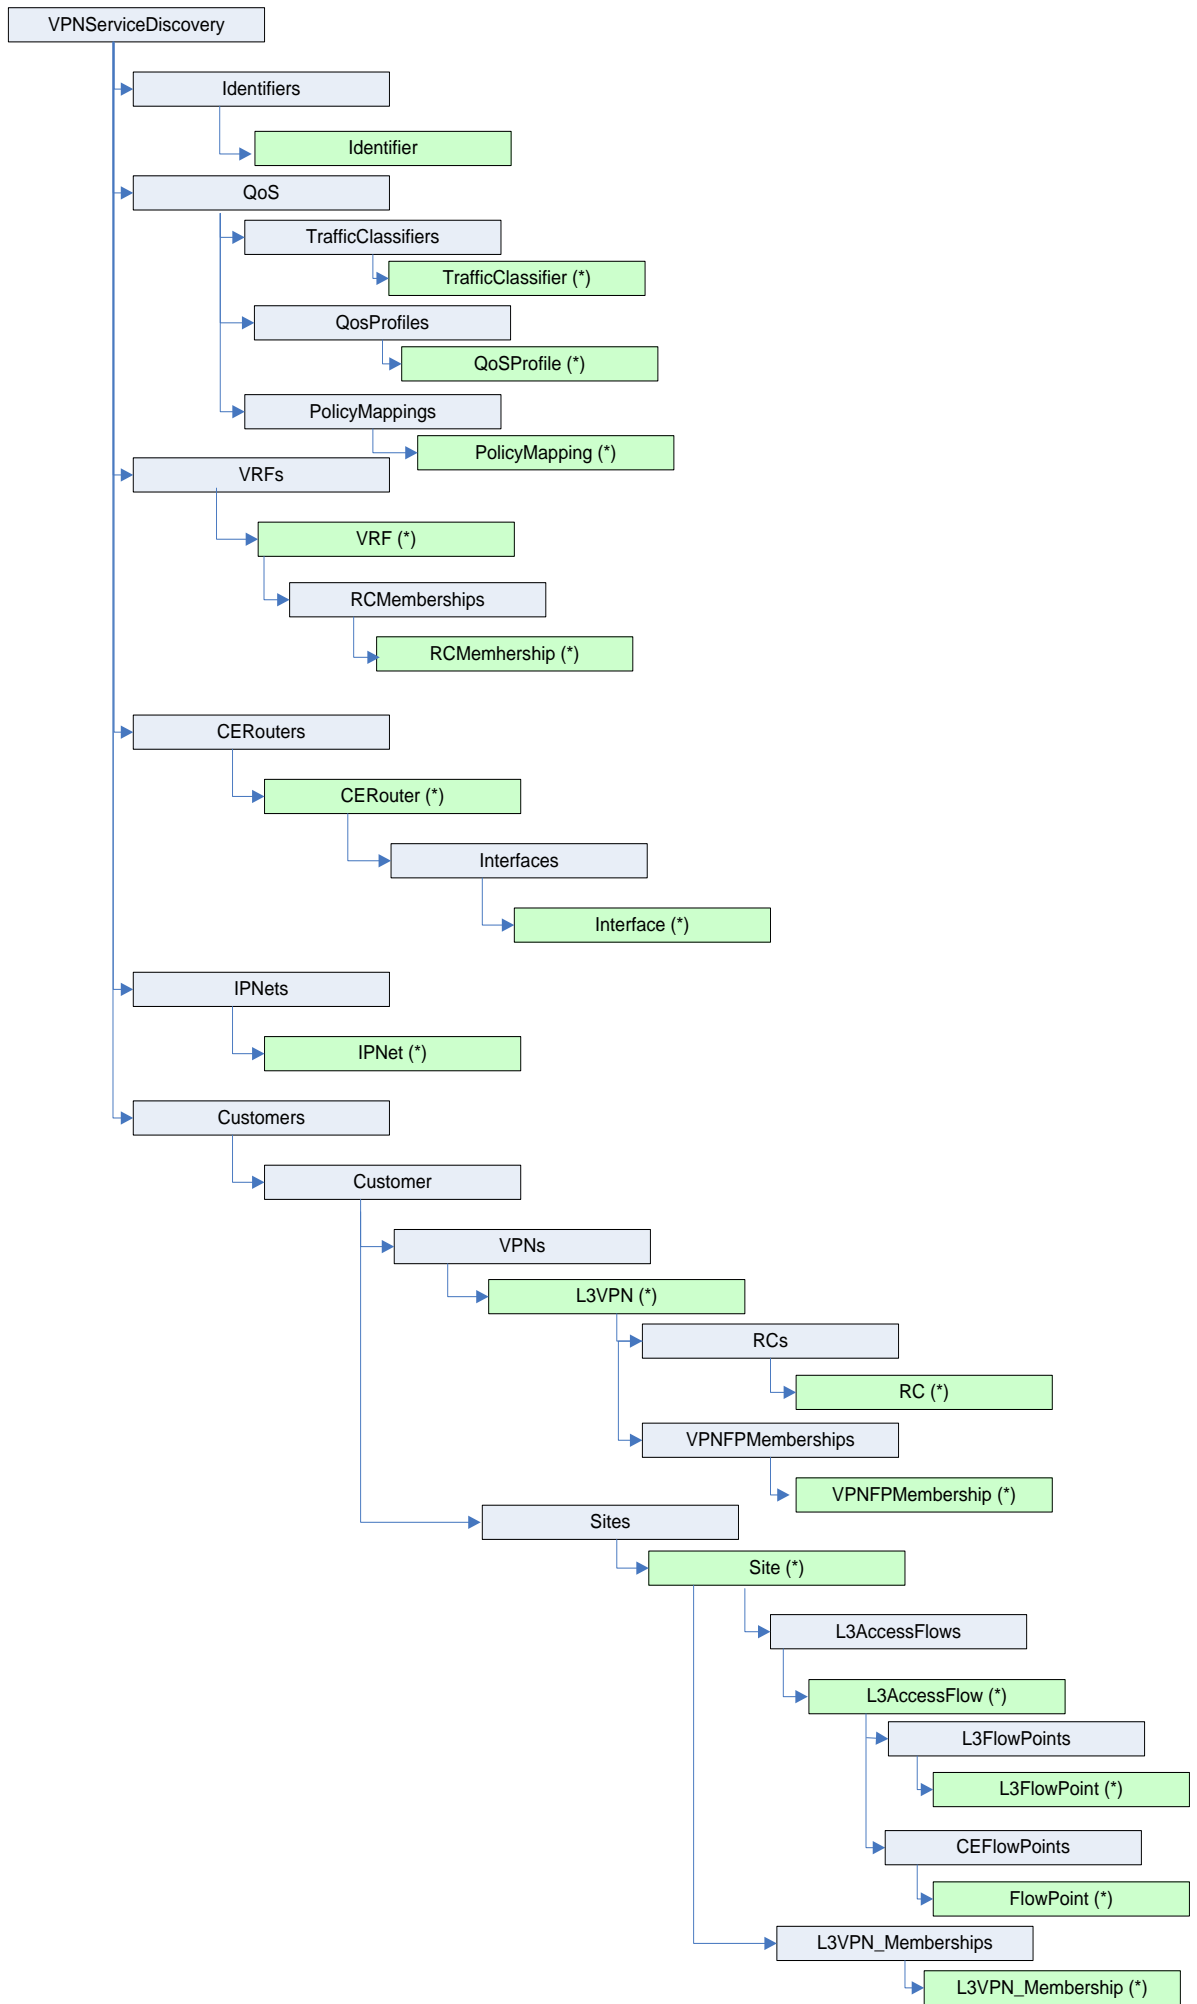 VPNServiceDiscovery
Identifiers
Identifier
QoS
TrafficClassifiers
TrafficClassifier (*)
QosProfiles
QoSProfile (*)
PolicyMappings
PolicyMapping (*)
VRFs
VRF (*)
RCMemberships
RCMemhership (*)
CERouters
CERouter (*)
Interfaces
Interface (*)
IPNets
IPNet (*)
Customers
Customer
VPNs
L3VPN (*)
RCs
RC (*)
VPNFPMemberships
VPNFPMembership (*)
Sites
Site (*)
L3AccessFlows
L3AccessFlow (*)
L3FlowPoints
L3FlowPoint (*)
CEFlowPoints
FlowPoint (*)
L3VPN_Memberships
L3VPN_Membership (*)